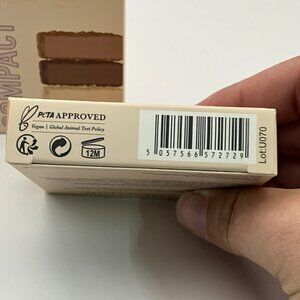 COMPACT
PETA APPROVED
Vegan | Global Animal Test Policy
12M
5 057566 572729
Lot:U070